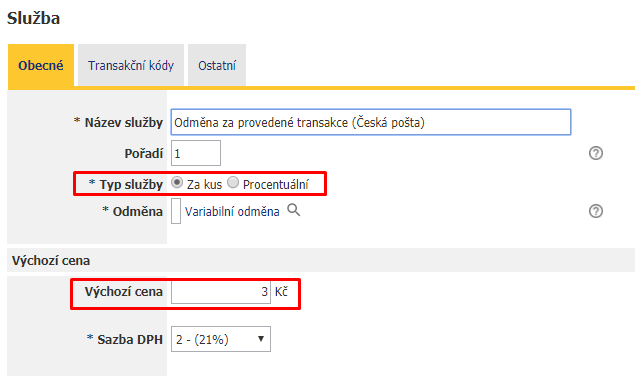 Služba
Obecné Transakční kódy Ostatní
* Název služby Odměna za provedené transakce (Česká pošta)
Pořadí 1 ?
* Typ služby Za kus Procentuální
* Odměna Variabilní odměna ?
Výchozí cena
Výchozí cena 3 Kč
* Sazba DPH 2 - (21%)